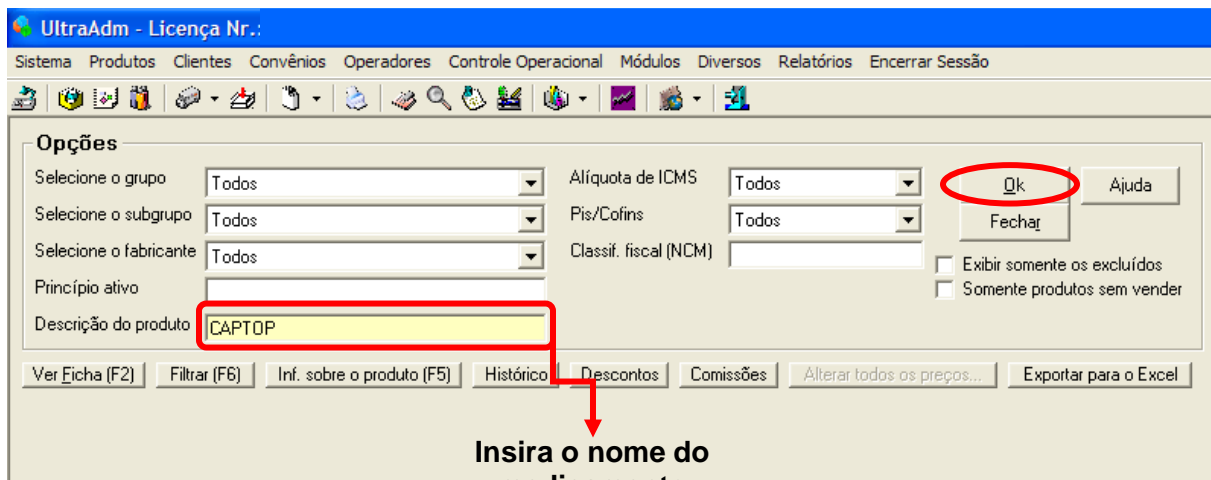 UltraAdm - Licença Nr.:
Sistema Produtos Clientes Convênios Operadores Controle Operacional Módulos Diversos Relatórios Encerrar Sessão
Opções
Selecione o grupo Todos Alíquota de ICMS Todos Ok Ajuda
Selecione o subgrupo Todos Pis/Cofins Todos Fechar
Selecione o fabricante Todos Classif. fiscal (NCM) Exibir somente os excluídos
Princípio ativo Somente produtos sem vender
Descrição do produto CAPTOP
Ver Ficha (F2) Filtrar (F6) Inf. sobre o produto (F5) Histórico Descontos Comissões Alterar todos os preços... Exportar para o Excel
Insira o nome do